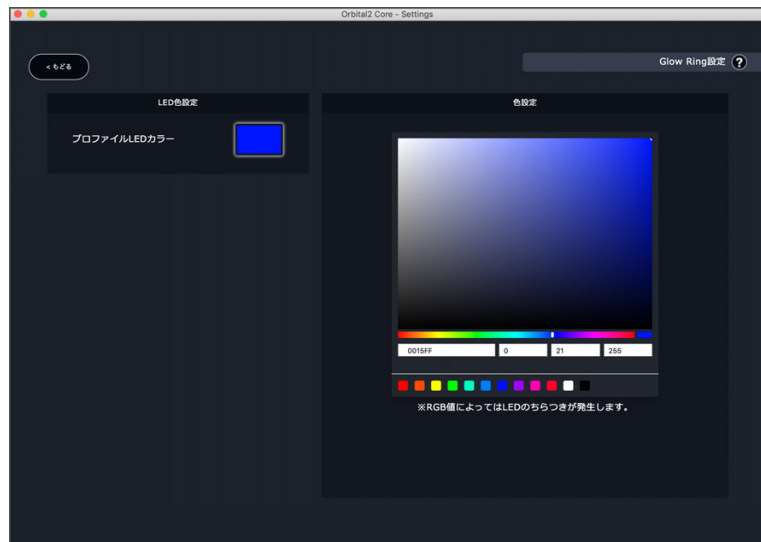 Orbital2 Core - Settings
< もどる
Glow Ring設定 ?
LED色設定
プロファイルLEDカラー
色設定
0015FF 0 21 255
※RGB値によってはLEDのちらつきが発生します。